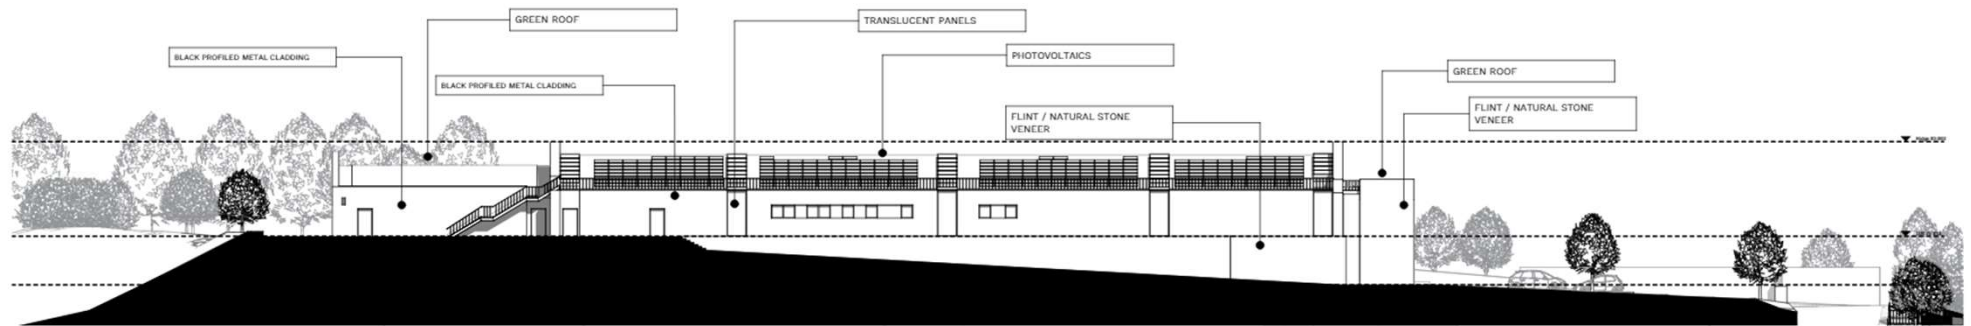 GREEN ROOF
TRANSLUCENT PANELS
BLACK PROFILED METAL CLADDING
PHOTOVOLTAICS
GREEN ROOF
BLACK PROFILED METAL CLADDING
FLINT / NATURAL STONE
VENEER
FLINT / NATURAL STONE
VENEER